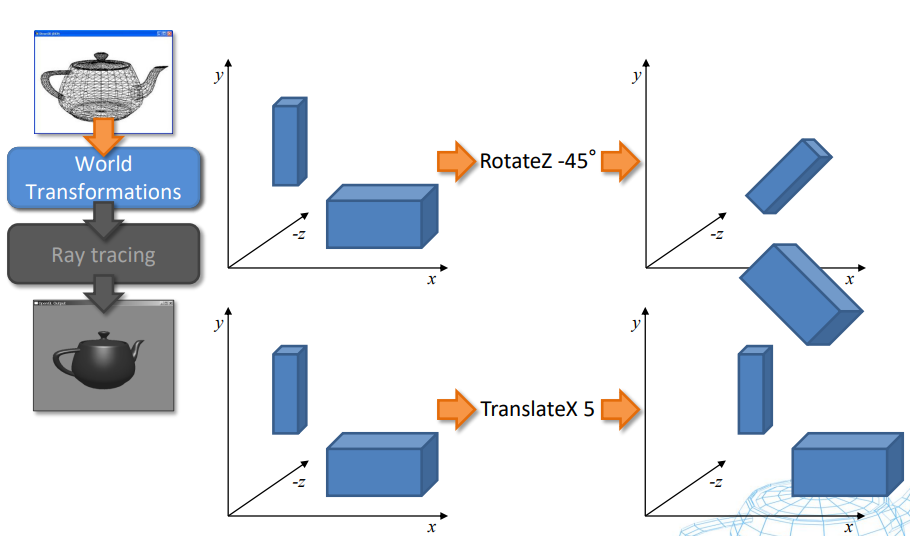 World
Transformations
Ray tracing
y
-z
x
RotateZ -45°
y
-z
x
y
-z
x
TranslateX 5
y
-z
x